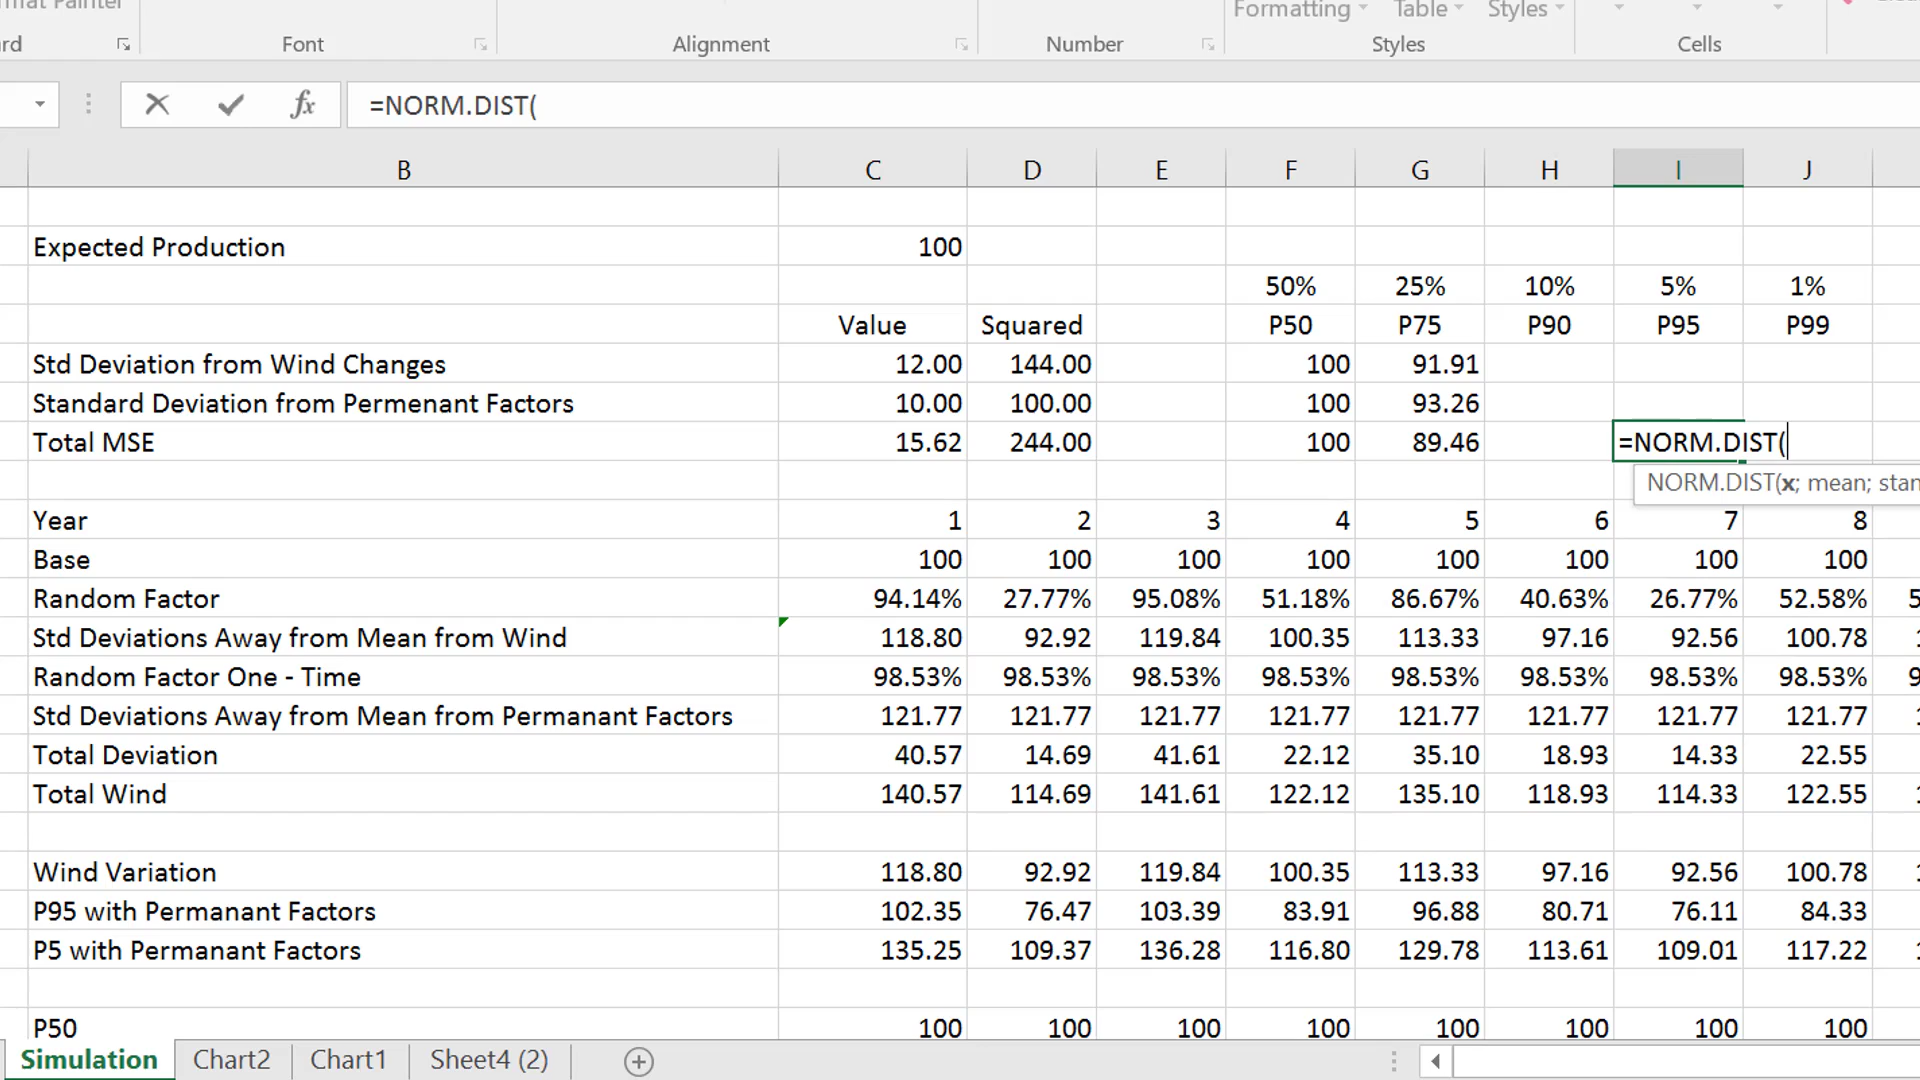 Formatting Table Styles
Font Alignment Number Styles Cells
fx =NORM.DIST(
B C D E F G H I J
Expected Production 100
50% 25% 10% 5% 1%
Value Squared P50 P75 P90 P95 P99
Std Deviation from Wind Changes 12.00 144.00 100 91.91
Standard Deviation from Permenant Factors 10.00 100.00 100 93.26
Total MSE 15.62 244.00 100 89.46 =NORM.DIST(
NORM.DIST(x; mean; stan
Year 1 2 3 4 5 6 7 8
Base 100 100 100 100 100 100 100 100
Random Factor 94.14% 27.77% 95.08% 51.18% 86.67% 40.63% 26.77% 52.58% 5
Std Deviations Away from Mean from Wind 118.80 92.92 119.84 100.35 113.33 97.16 92.56 100.78
Random Factor One - Time 98.53% 98.53% 98.53% 98.53% 98.53% 98.53% 98.53% 98.53% 9
Std Deviations Away from Mean from Permanant Factors 121.77 121.77 121.77 121.77 121.77 121.77 121.77 121.77
Total Deviation 40.57 14.69 41.61 22.12 35.10 18.93 14.33 22.55
Total Wind 140.57 114.69 141.61 122.12 135.10 118.93 114.33 122.55
Wind Variation 118.80 92.92 119.84 100.35 113.33 97.16 92.56 100.78
P95 with Permanant Factors 102.35 76.47 103.39 83.91 96.88 80.71 76.11 84.33
P5 with Permanant Factors 135.25 109.37 136.28 116.80 129.78 113.61 109.01 117.22
P50 100 100 100 100 100 100 100 100
Simulation Chart2 Chart1 Sheet4 (2)